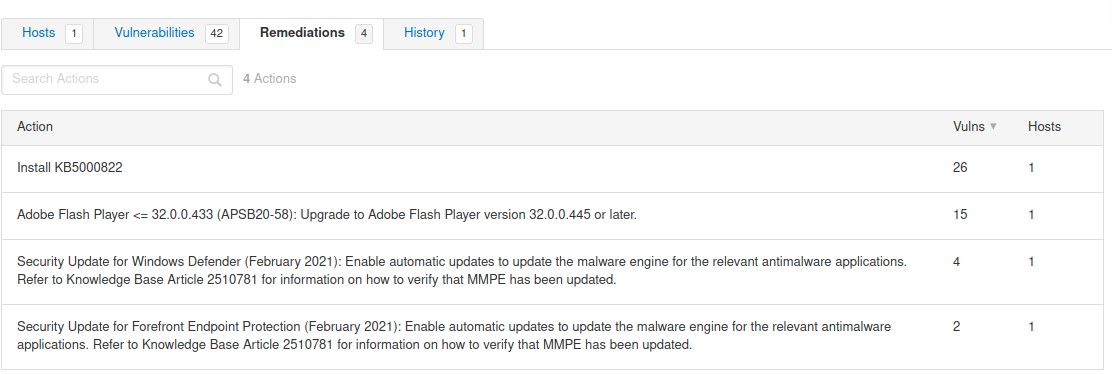 Hosts 1 Vulnerabilities 42 Remediations 4 History 1
Search Actions 4 Actions
Action Vulns ▼ Hosts
Install KB5000822 26 1
Adobe Flash Player <= 32.0.0.433 (APSB20-58): Upgrade to Adobe Flash Player version 32.0.0.445 or later. 15 1
Security Update for Windows Defender (February 2021): Enable automatic updates to update the malware engine for the relevant antimalware applications. 4 1
Refer to Knowledge Base Article 2510781 for information on how to verify that MMPE has been updated.
Security Update for Forefront Endpoint Protection (February 2021): Enable automatic updates to update the malware engine for the relevant antimalware 2 1
applications. Refer to Knowledge Base Article 2510781 for information on how to verify that MMPE has been updated.